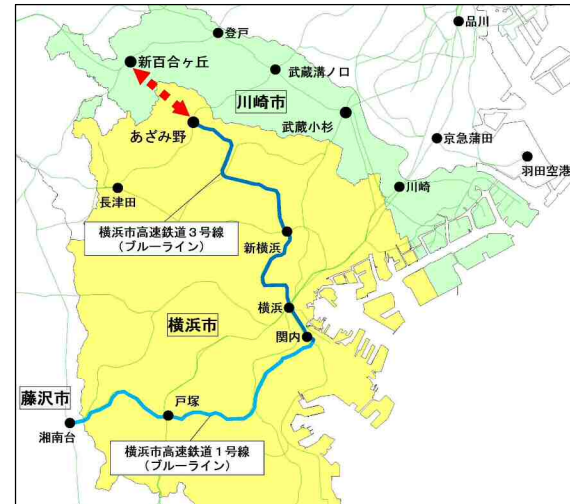 品川
登戸
新百合ヶ丘
武蔵溝ノ口
川崎市
武蔵小杉
あざみ野
京急蒲田
羽田空港
川崎
長津田
横浜市高速鉄道３号線
（ブルーライン）
新横浜
横浜
横浜市
関内
藤沢市
戸塚
湘南台
横浜市高速鉄道１号線
（ブルーライン）